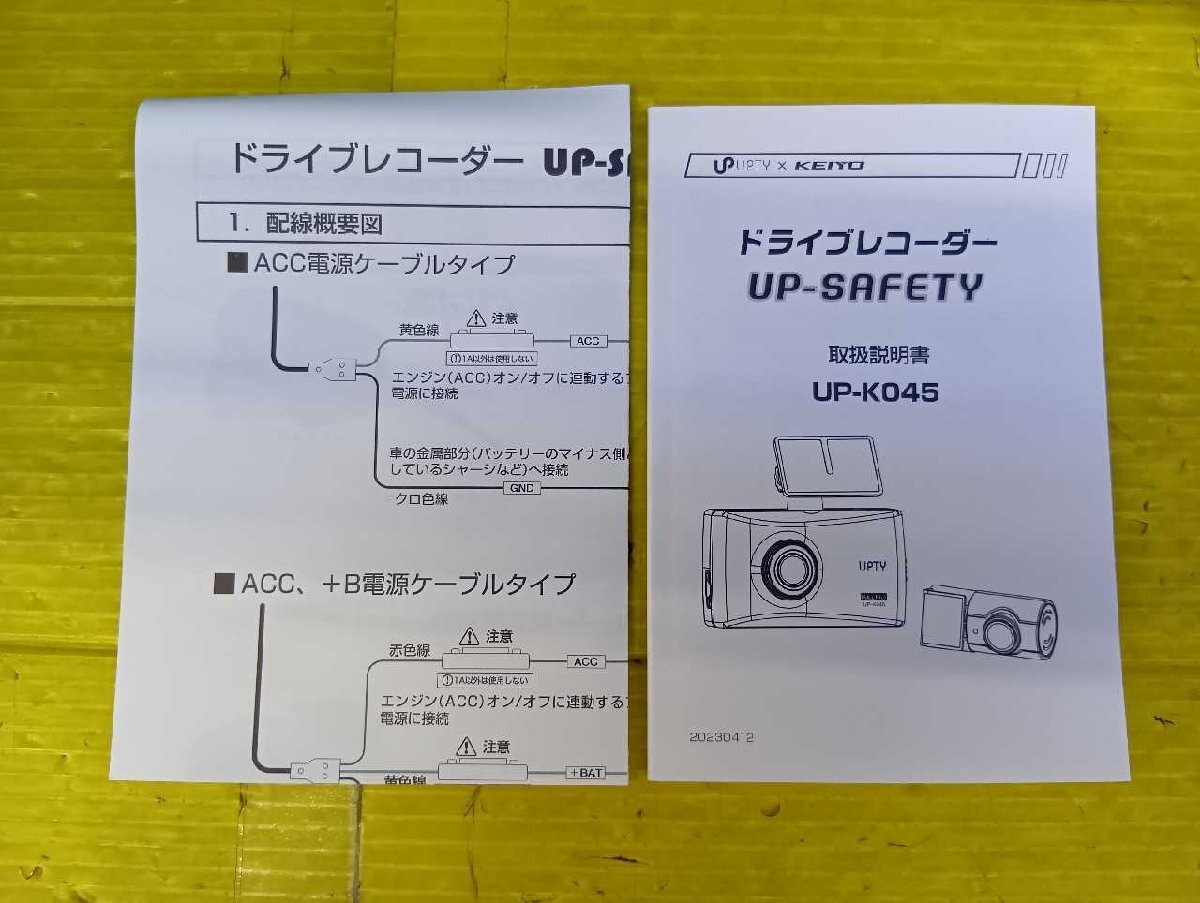 ドライブレコーダー UP-SA
1. 配線概要図
■ACC電源ケーブルタイプ
黄色線
注意
ACC
①1A以外は使用しない
エンジン(ACC)オン/オフに連動する
電源に接続
車の金属部分(バッテリーのマイナス側
しているシャーシなど)へ接続
GND
クロ色線
■ACC、+B電源ケーブルタイプ
赤色線
注意
ACC
①1A以外は使用しない
エンジン(ACC)オン/オフに連動する
電源に接続
注意
黄色線
+BAT
UPTY × KEIYO
ドライブレコーダー
UP-SAFETY
取扱説明書
UP-K045
UPTY
UP-K045